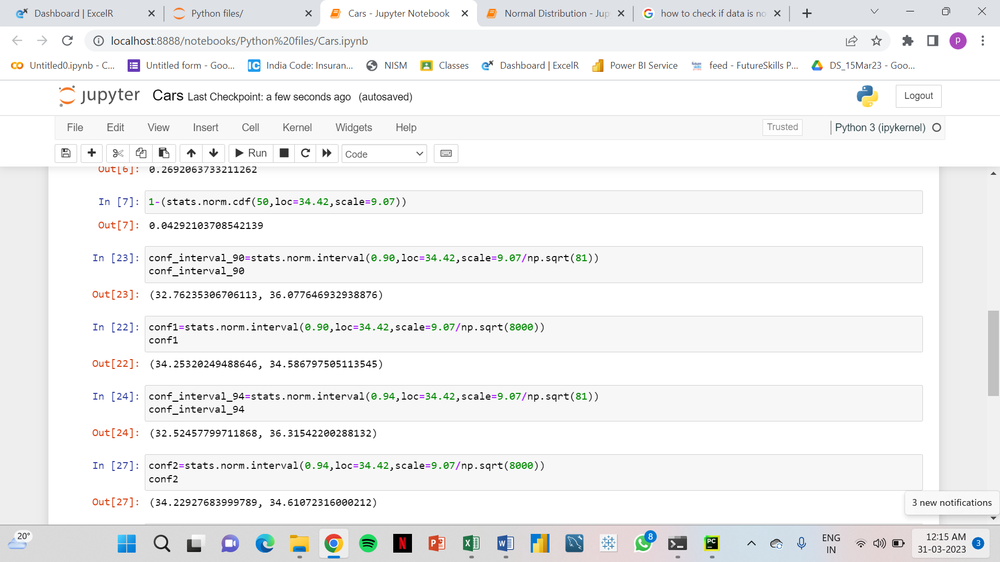 Dashboard | ExcelR
Python files/
Cars - Jupyter Notebook
Normal Distribution - Jup
how to check if data is no
localhost:8888/notebooks/Python%20files/Cars.ipynb
P
Untitled0.ipynb - C...
Untitled form - Goo...
India Code: Insuran...
NISM
Classes
Dashboard | ExcelR
Power BI Service
feed - FutureSkills P...
DS_15Mar23 - Goo...
jupyter Cars Last Checkpoint: a few seconds ago (autosaved)
Logout
File Edit View Insert Cell Kernel Widgets Help
Trusted
Python 3 (ipykernel)
Run
Code
Out[6]: 0.2692063733211262
In [7]: 1-(stats.norm.cdf(50,loc=34.42,scale=9.07))
Out[7]: 0.04292103708542139
In [23]: conf_interval_90=stats.norm.interval(0.90,loc=34.42,scale=9.07/np.sqrt(81))
conf_interval_90
Out[23]: (32.76235306706113, 36.077646932938876)
In [22]: conf1=stats.norm.interval(0.90,loc=34.42,scale=9.07/np.sqrt(8000))
conf1
Out[22]: (34.25320249488646, 34.586797505113545)
In [24]: conf_interval_94=stats.norm.interval(0.94,loc=34.42,scale=9.07/np.sqrt(81))
conf_interval_94
Out[24]: (32.52457799711868, 36.31542200288132)
In [27]: conf2=stats.norm.interval(0.94,loc=34.42,scale=9.07/np.sqrt(8000))
conf2
Out[27]: (34.22927683999789, 34.61072316000212)
3 new notifications
20°
8
ENG
IN
12:15 AM
31-03-2023
3